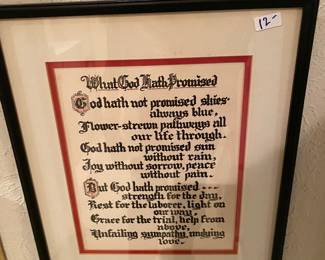 12-
What God Hath Promised
God hath not promised skies
always blue,
Flower-strewn pathways all
our life through.
God hath not promised sun
without rain,
Joy without sorrow, peace
without pain.
But God hath promised ...
strength for the day,
Rest for the laborer, light on
our way,
Grace for the trial, help from
above,
Unfailing sympathy, undying
love.